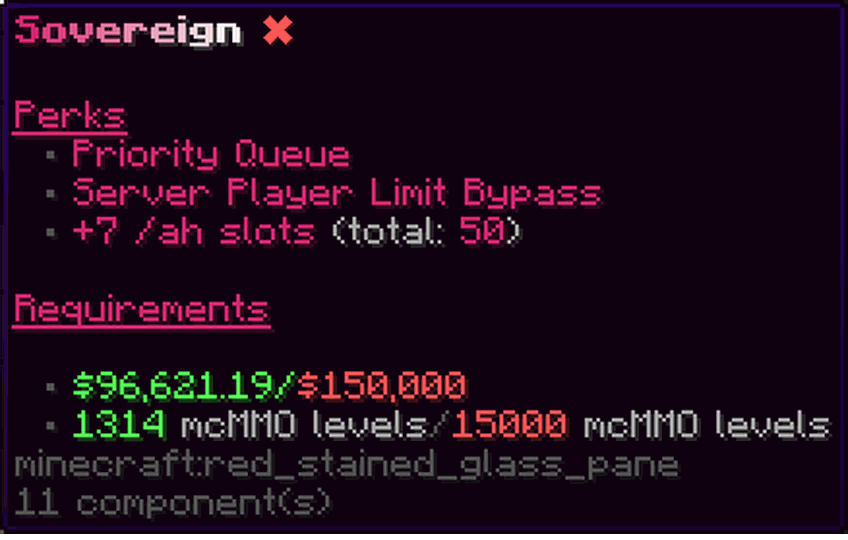 Sovereign ✖
Perks
▪ Priority Queue
▪ Server Player Limit Bypass
▪ +7 /ah slots (total: 50)
Requirements
▪ $96,621.19/$150,000
▪ 1314 mcMMO levels/15000 mcMMO levels
minecraft:red_stained_glass_pane
11 component(s)